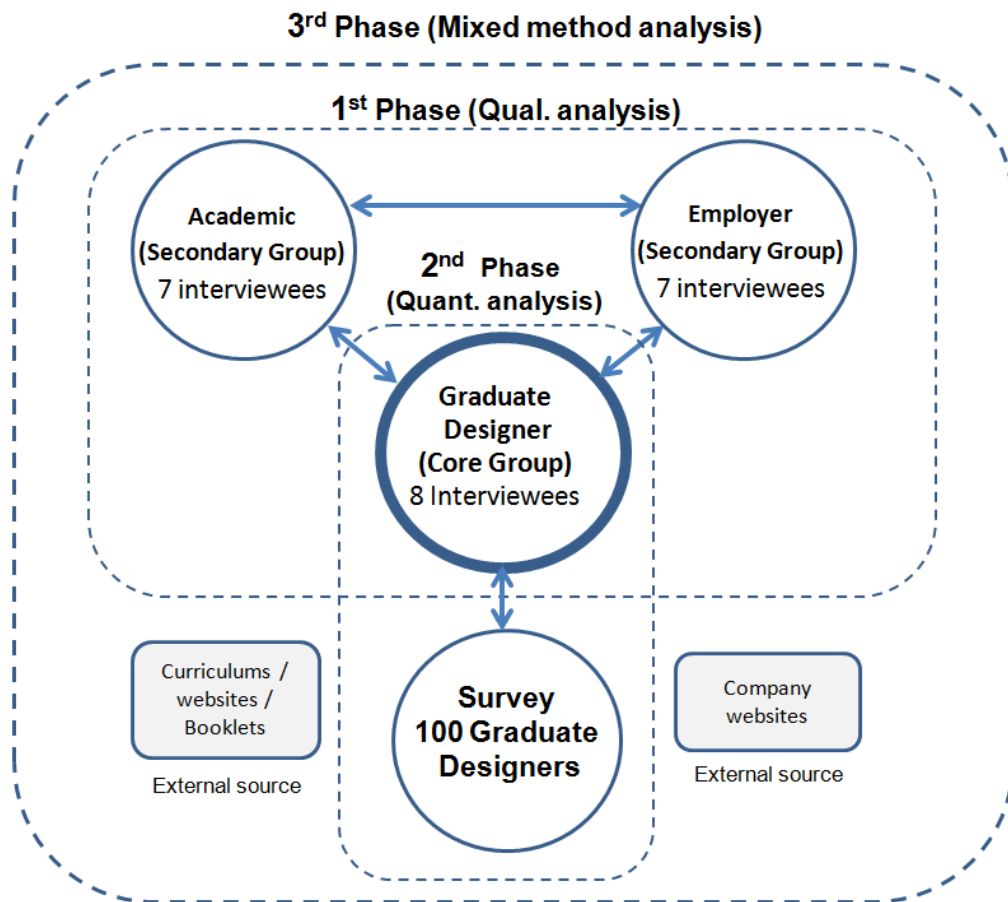 3rd Phase (Mixed method analysis)
1st Phase (Qual. analysis)
Academic
(Secondary Group)
7 interviewees
Employer
(Secondary Group)
7 interviewees
2nd Phase
(Quant. analysis)
Graduate
Designer
(Core Group)
8 Interviewees
Curriculums /
websites /
Booklets
External source
Survey
100 Graduate
Designers
Company
websites
External source